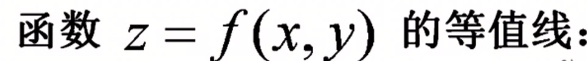 函数 z = f(x, y) 的等值线：